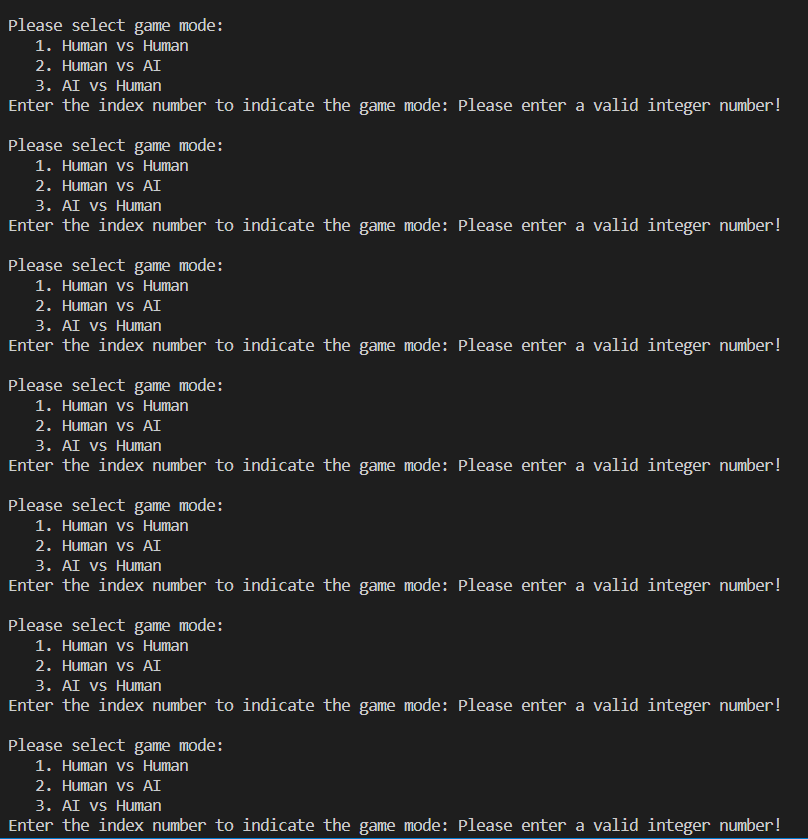 Please select game mode:
   1. Human vs Human
   2. Human vs AI
   3. AI vs Human
Enter the index number to indicate the game mode: Please enter a valid integer number!

Please select game mode:
   1. Human vs Human
   2. Human vs AI
   3. AI vs Human
Enter the index number to indicate the game mode: Please enter a valid integer number!

Please select game mode:
   1. Human vs Human
   2. Human vs AI
   3. AI vs Human
Enter the index number to indicate the game mode: Please enter a valid integer number!

Please select game mode:
   1. Human vs Human
   2. Human vs AI
   3. AI vs Human
Enter the index number to indicate the game mode: Please enter a valid integer number!

Please select game mode:
   1. Human vs Human
   2. Human vs AI
   3. AI vs Human
Enter the index number to indicate the game mode: Please enter a valid integer number!

Please select game mode:
   1. Human vs Human
   2. Human vs AI
   3. AI vs Human
Enter the index number to indicate the game mode: Please enter a valid integer number!

Please select game mode:
   1. Human vs Human
   2. Human vs AI
   3. AI vs Human
Enter the index number to indicate the game mode: Please enter a valid integer number!